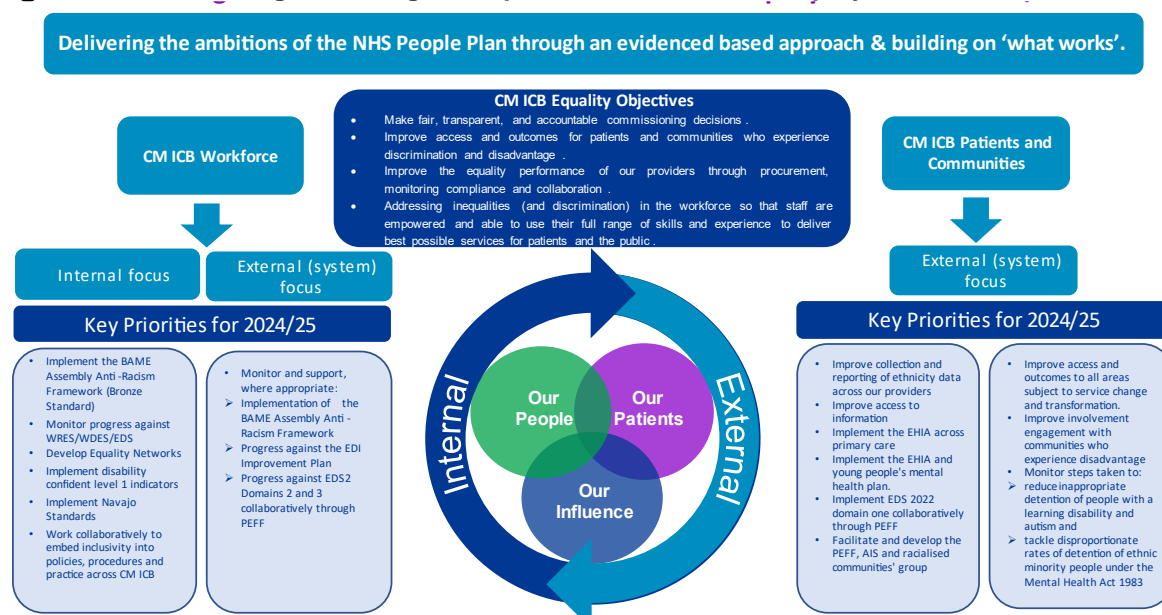 Delivering the ambitions of the NHS People Plan through an evidenced based approach & building on ‘what works’.
CM ICB Equality Objectives
• Make fair, transparent, and accountable commissioning decisions .
• Improve access and outcomes for patients and communities who experience
discrimination and disadvantage .
• Improve the equality performance of our providers through procurement,
monitoring compliance and collaboration .
• Addressing inequalities (and discrimination) in the workforce so that staff are
empowered and able to use their full range of skills and experience to deliver
best possible services for patients and the public .
CM ICB Workforce
Internal focus
External (system)
focus
Key Priorities for 2024/25
• Implement the BAME
Assembly Anti -Racism
Framework (Bronze
Standard)
• Monitor progress against
WRES/WDES/EDS
• Develop Equality Networks
• Implement disability
confident level 1 indicators
• Implement Navajo
Standards
• Work collaboratively to
embed inclusivity into
policies, procedures and
practice across CM ICB
• Monitor and support,
where appropriate:
➢ Implementation of the
BAME Assembly Anti -
Racism Framework
➢ Progress against the EDI
Improvement Plan
➢ Progress against EDS2
Domains 2 and 3
collaboratively through
PEFF
Internal
External
Our
People
Our
Patients
Our
Influence
CM ICB Patients and
Communities
External (system)
focus
Key Priorities for 2024/25
• Improve collection and
reporting of ethnicity data
across our providers
• Improve access to
information
• Implement the EHIA across
primary care
• Implement the EHIA and
young people's mental
health plan.
• Implement EDS 2022
domain one collaboratively
through PEFF
• Facilitate and develop the
PEFF, AIS and racialised
communities' group
• Improve access and
outcomes to all areas
subject to service change
and transformation.
• Improve involvement
engagement with
communities who
experience disadvantage
• Monitor steps taken to:
➢ reduce inappropriate
detention of people with a
learning disability and
autism and
➢ tackle disproportionate
rates of detention of ethnic
minority people under the
Mental Health Act 1983